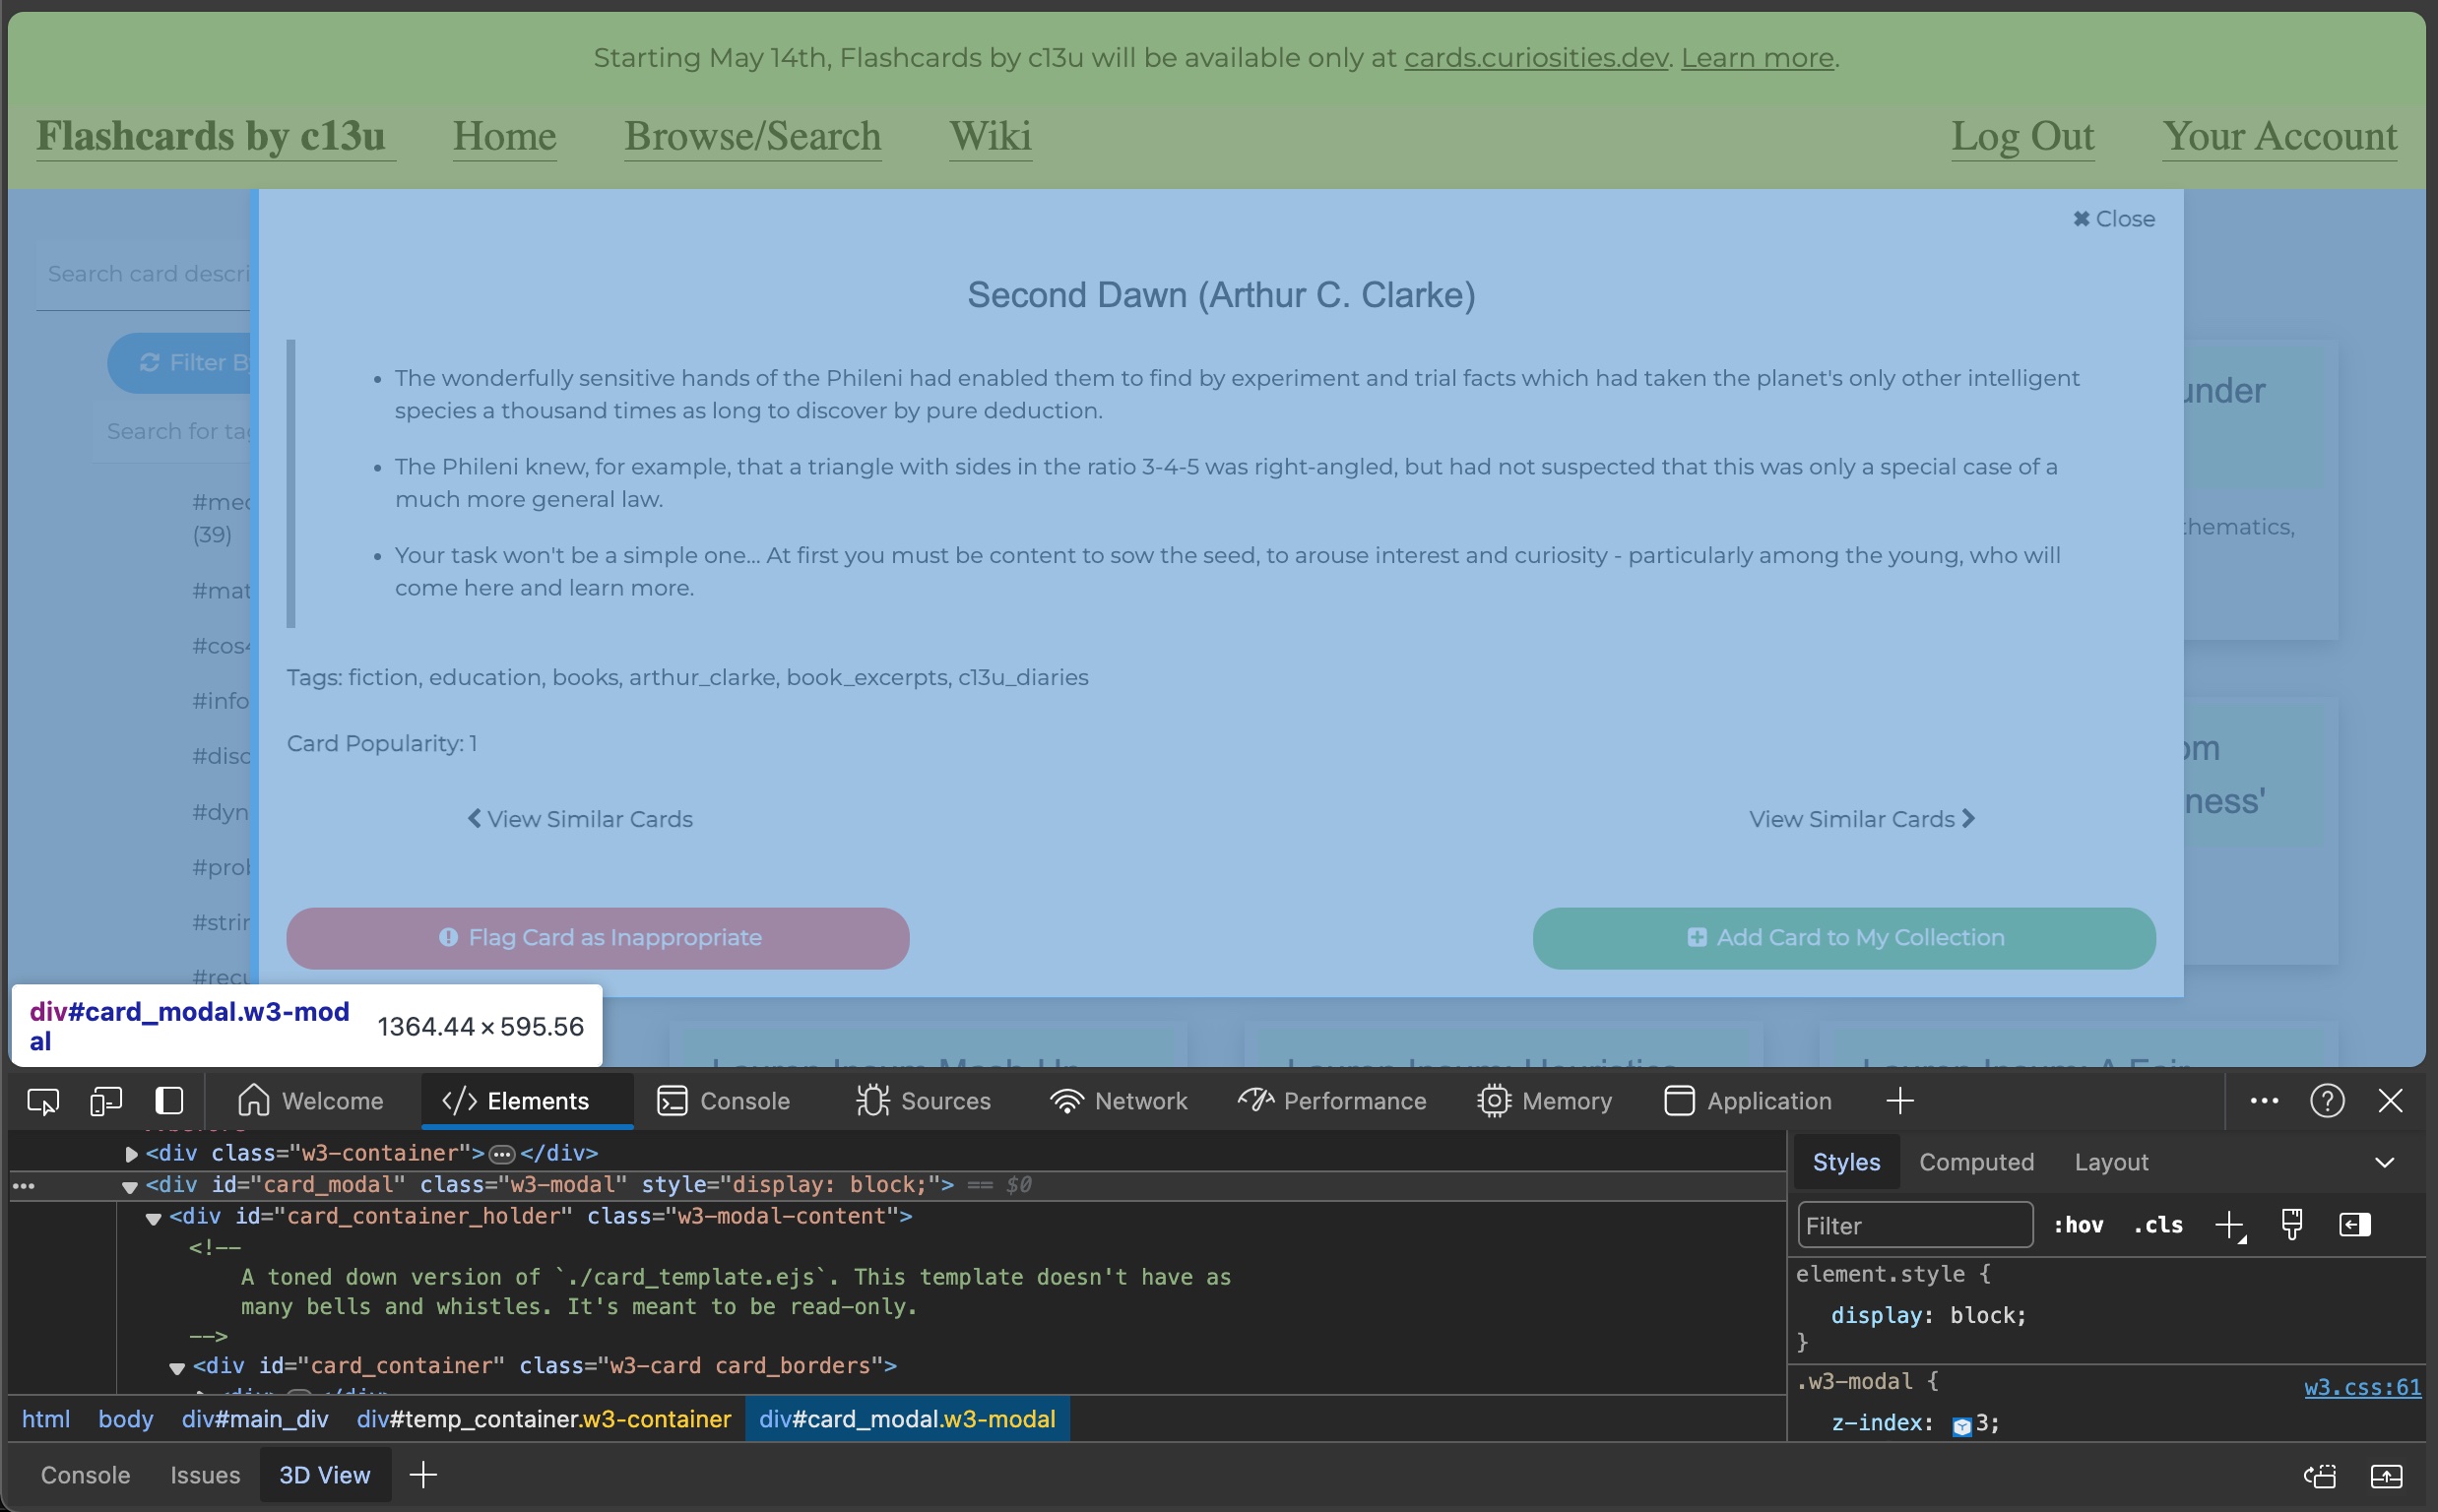 Starting May 14th, Flashcards by c13u will be available only at cards.curiosities.dev. Learn more.
Flashcards by c13u Home Browse/Search Wiki Log Out Your Account
✖ Close
Search card descri
Second Dawn (Arthur C. Clarke)
Filter B
Search for ta
• The wonderfully sensitive hands of the Phileni had enabled them to find by experiment and trial facts which had taken the planet's only other intelligent
species a thousand times as long to discover by pure deduction.
• The Phileni knew, for example, that a triangle with sides in the ratio 3-4-5 was right-angled, but had not suspected that this was only a special case of a
much more general law.
• Your task won't be a simple one... At first you must be content to sow the seed, to arouse interest and curiosity - particularly among the young, who will
come here and learn more.
Tags: fiction, education, books, arthur_clarke, book_excerpts, c13u_diaries
Card Popularity: 1
View Similar Cards View Similar Cards
Flag Card as Inappropriate Add Card to My Collection
(39)
#info
#disc
#dyn
under
thematics,
om
ness'
div#card_modal.w3-mod
al
1364.44 × 595.56
Welcome Elements Console Sources Network Performance Memory Application
<div class="w3-container">…</div>
… <div id="card_modal" class="w3-modal" style="display: block;"> == $0
<div id="card_container_holder" class="w3-modal-content">
<!--
A toned down version of `./card_template.ejs`. This template doesn't have as
many bells and whistles. It's meant to be read-only.
-->
<div id="card_container" class="w3-card card_borders">
html body div#main_div div#temp_container.w3-container div#card_modal.w3-modal
Styles Computed Layout
Filter :hov .cls
element.style {
display: block;
}
.w3-modal { w3.css:61
z-index: 3;
Console Issues 3D View